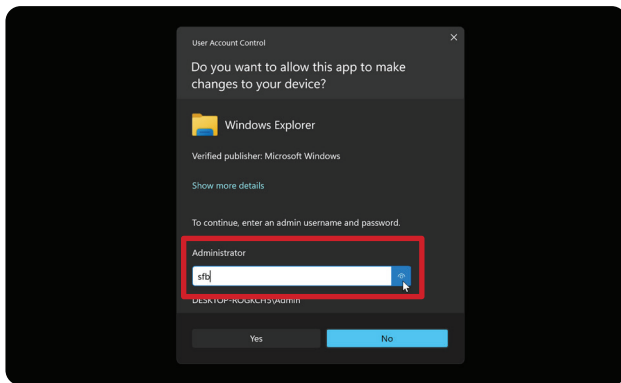 User Account Control
Do you want to allow this app to make
changes to your device?
Windows Explorer
Verified publisher: Microsoft Windows
Show more details
To continue, enter an admin username and password.
Administrator
sfb
DESKTOP-ROGKCH5\Admin
Yes
No